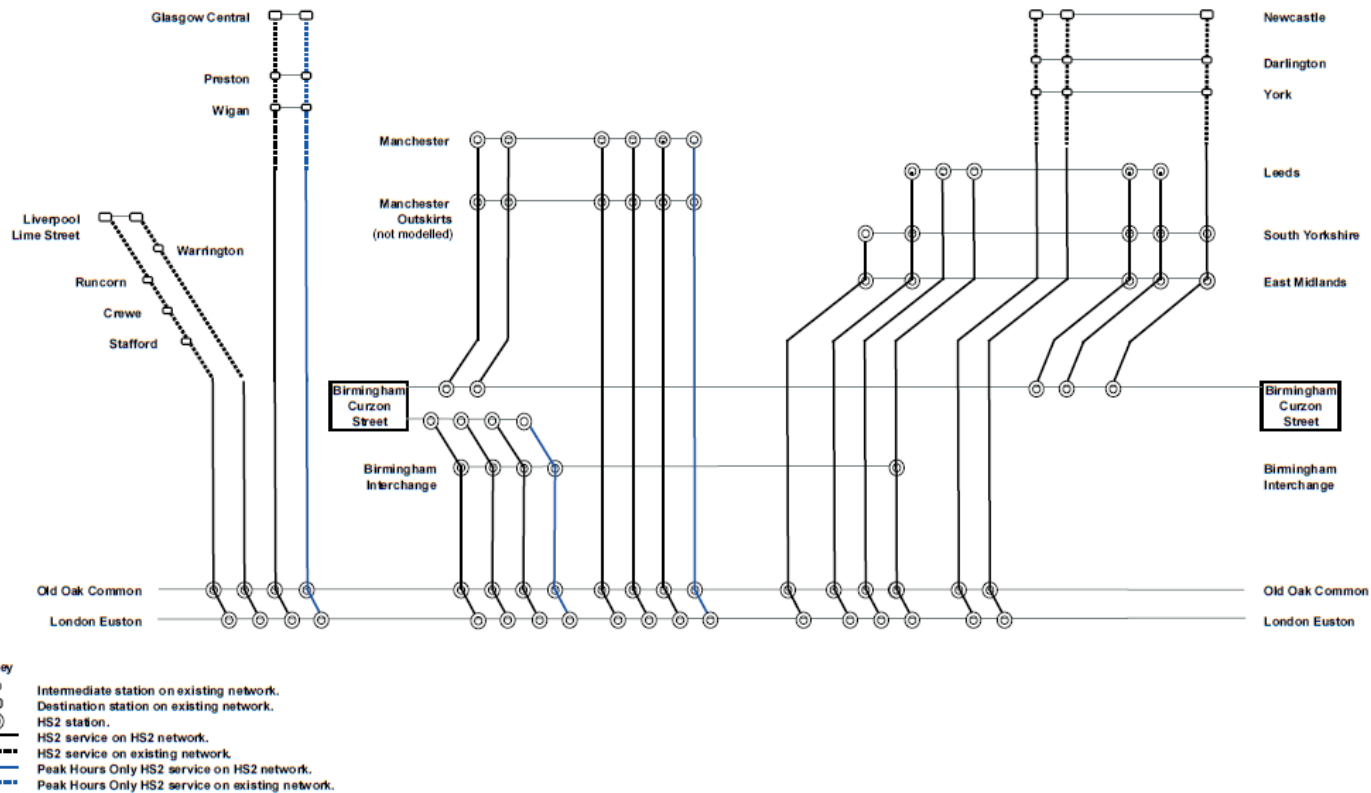 Glasgow Central
Preston
Wigan
Liverpool
Lime Street
Warrington
Runcorn
Crewe
Stafford
Manchester
Manchester
Outskirts
(not modelled)
Birmingham
Curzon
Street
Birmingham
Interchange
Old Oak Common
London Euston
Newcastle
Darlington
York
Leeds
South Yorkshire
East Midlands
Birmingham
Curzon
Street
Birmingham
Interchange
Old Oak Common
London Euston
ey
Intermediate station on existing network.
Destination station on existing network.
HS2 station.
HS2 service on HS2 network.
HS2 service on existing network.
Peak Hours Only HS2 service on HS2 network.
Peak Hours Only HS2 service on existing network.